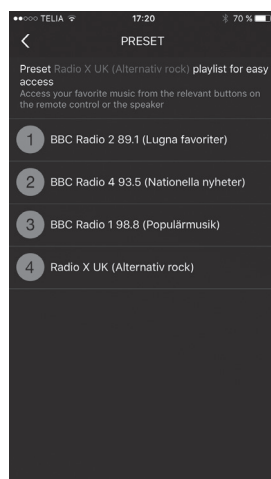 TELIA 17:20 70 %
PRESET
Preset Radio X UK (Alternativ rock) playlist for easy
access
Access your favorite music from the relevant buttons on
the remote control or the speaker
1 BBC Radio 2 89.1 (Lugna favoriter)
2 BBC Radio 4 93.5 (Nationella nyheter)
3 BBC Radio 1 98.8 (Populärmusik)
4 Radio X UK (Alternativ rock)